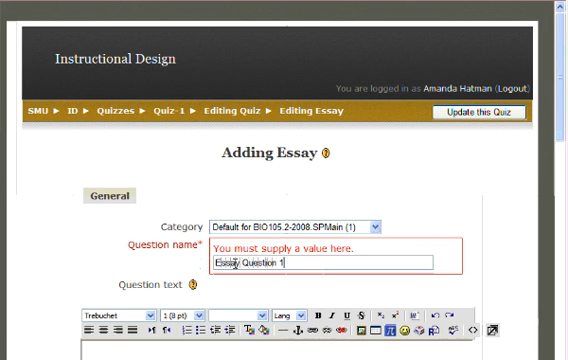 Instructional Design
You are logged in as Amanda Hatman (Logout)
SMU ► ID ► Quizzes ► Quiz-1 ► Editing Quiz ► Editing Essay
Update this Quiz
Adding Essay
General
Category Default for BIO105.2-2008.SPMain (1)
Question name* You must supply a value here.
Essay Question 1
Question text
Trebuchet 1 (8 pt) Lang B I U S